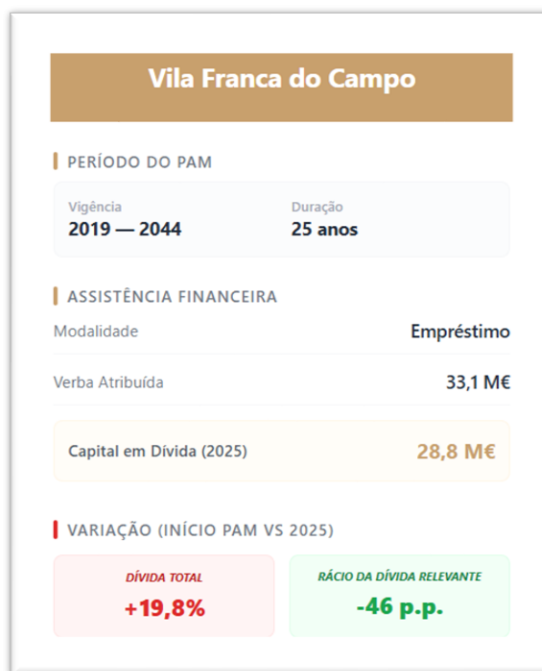 Vila Franca do Campo
PERÍODO DO PAM
Vigência
Duração
2019 — 2044
25 anos
ASSISTÊNCIA FINANCEIRA
Modalidade
Empréstimo
Verba Atribuída
33,1 M€
Capital em Dívida (2025)
28,8 M€
VARIAÇÃO (INÍCIO PAM VS 2025)
DÍVIDA TOTAL
+19,8%
RÁCIO DA DÍVIDA RELEVANTE
-46 p.p.